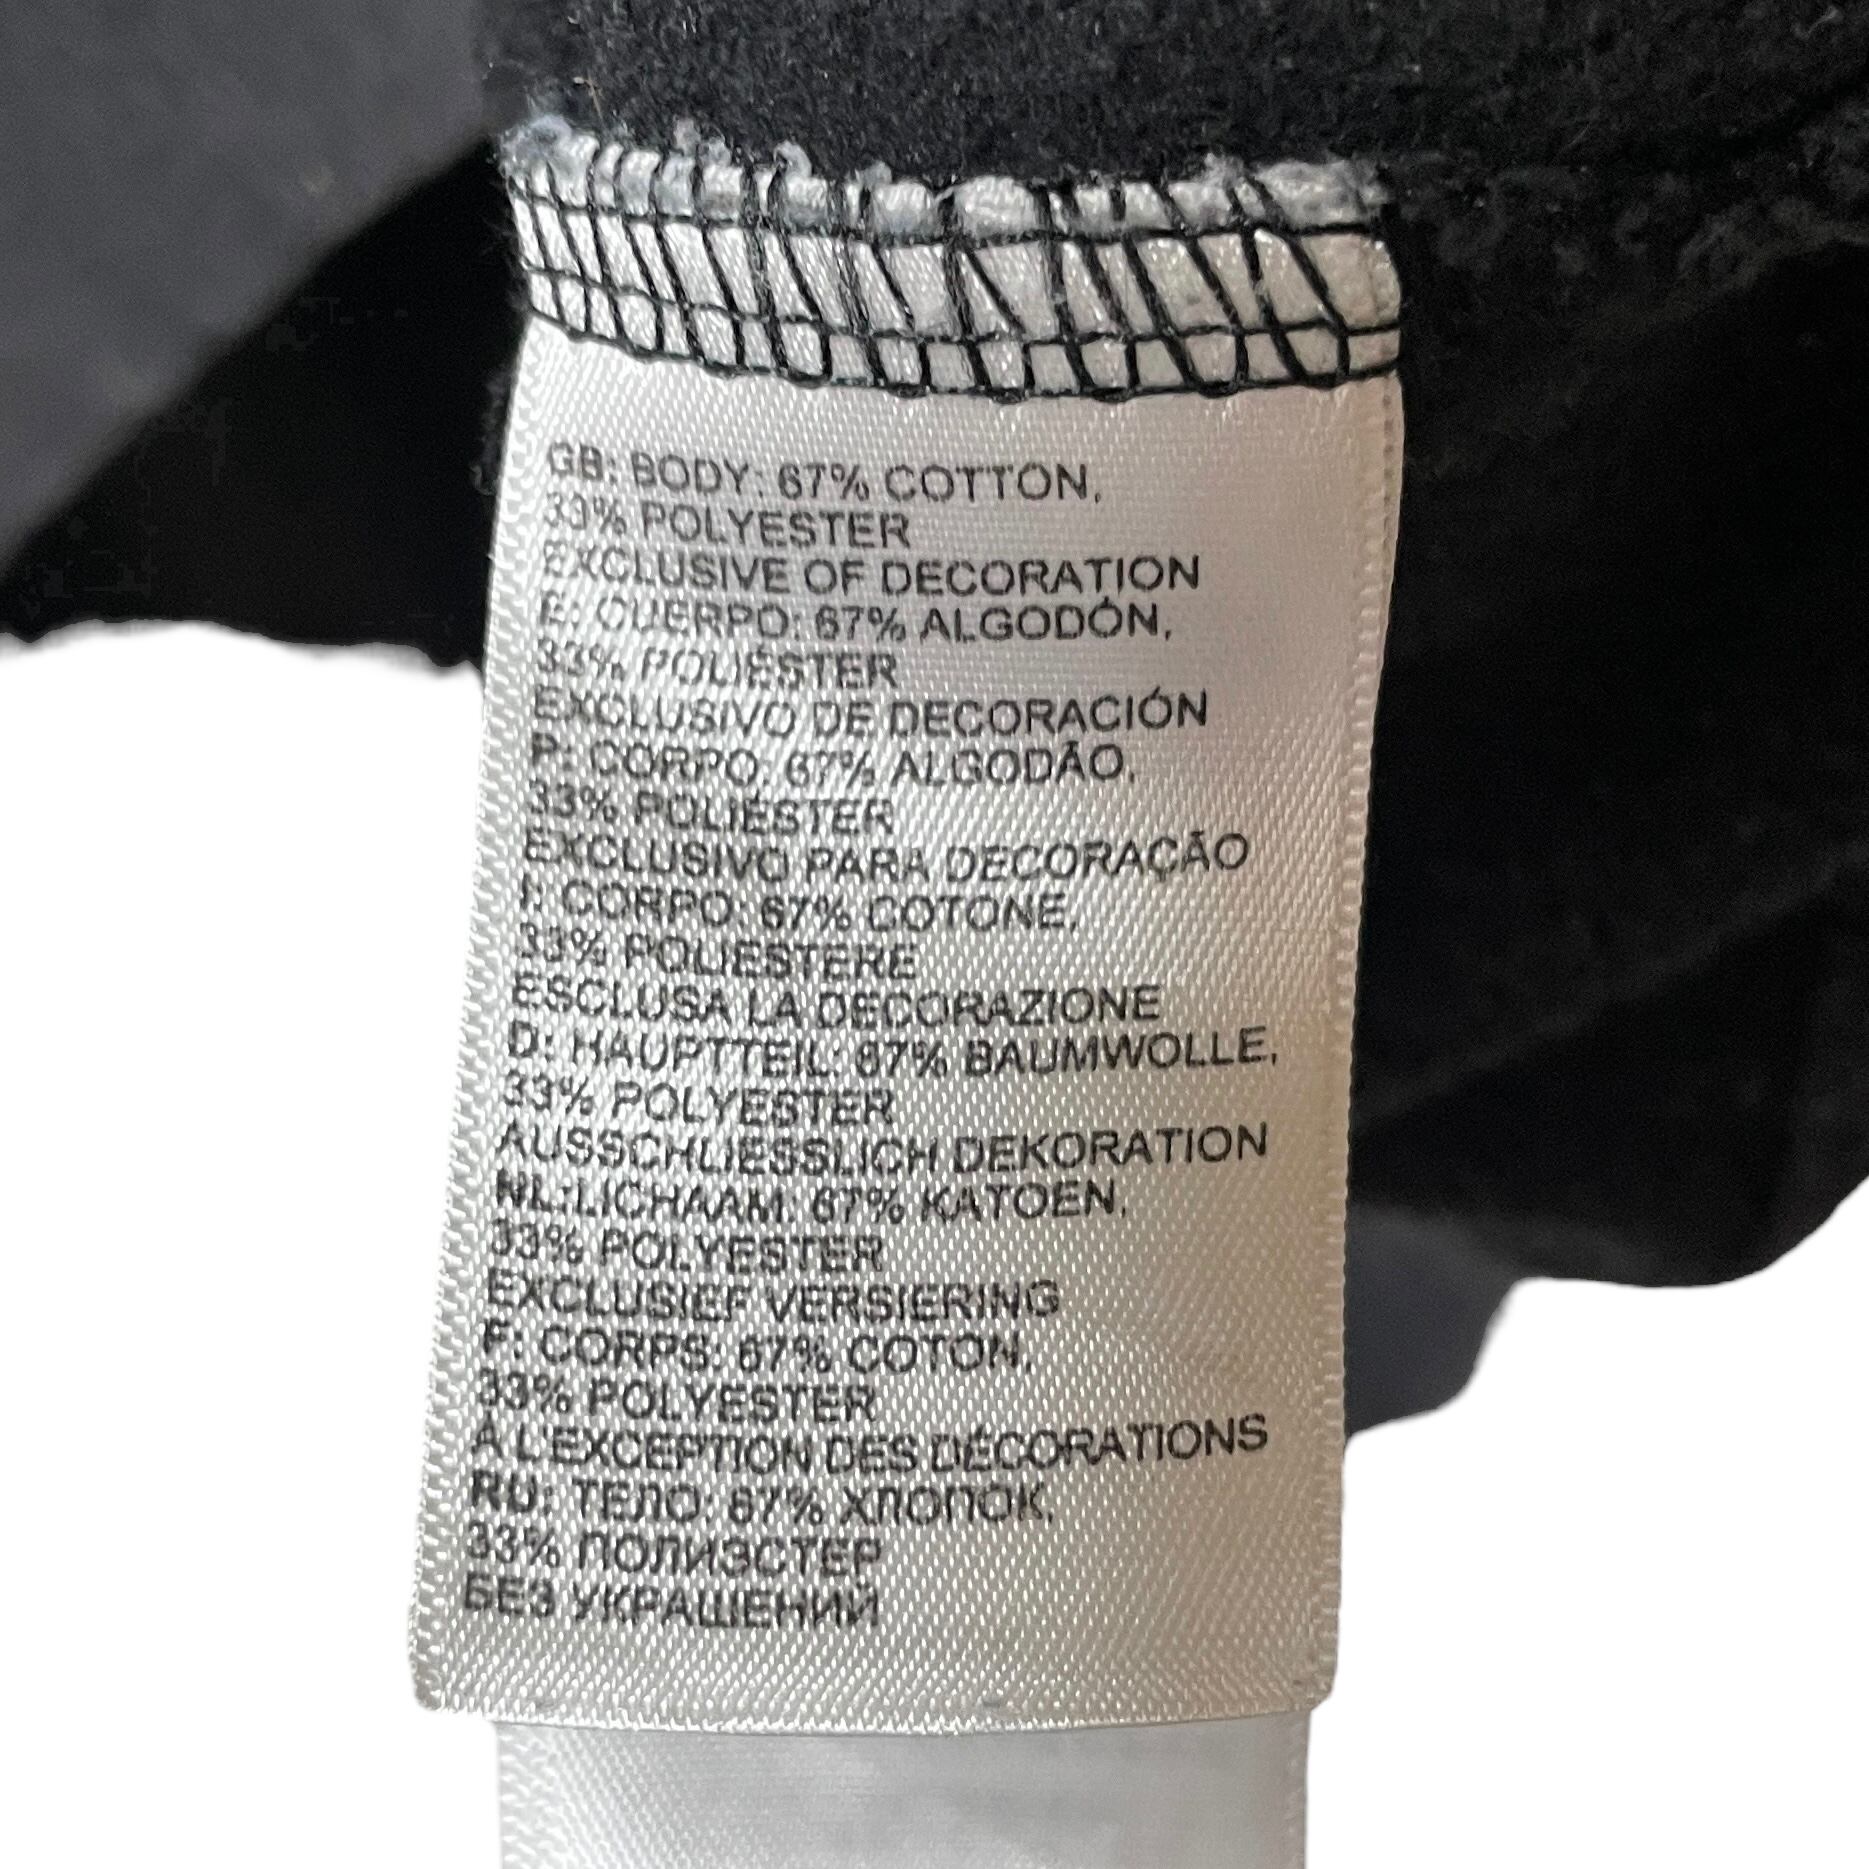 GB: BODY: 67% COTTON,
33% POLYESTER
EXCLUSIVE OF DECORATION
E: CUERPO: 67% ALGODÓN,
33% POLIÉSTER
EXCLUSIVO DE DECORACIÓN
P: CORPO: 67% ALGODÃO,
33% POLIÉSTER
EXCLUSIVO PARA DECORAÇÃO
I: CORPO: 67% COTONE,
33% POLIESTERE
ESCLUSA LA DECORAZIONE
D: HAUPTTEIL: 67% BAUMWOLLE,
33% POLYESTER
AUSSCHLIESSLICH DEKORATION
NL:LICHAAM: 67% KATOEN,
33% POLYESTER
EXCLUSIEF VERSIERING
F: CORPS: 67% COTON,
33% POLYESTER
À L'EXCEPTION DES DÉCORATIONS
RU: ТЕЛО: 67% ХЛОПОК,
33% ПОЛИЭСТЕР
БЕЗ УКРАШЕНИЙ